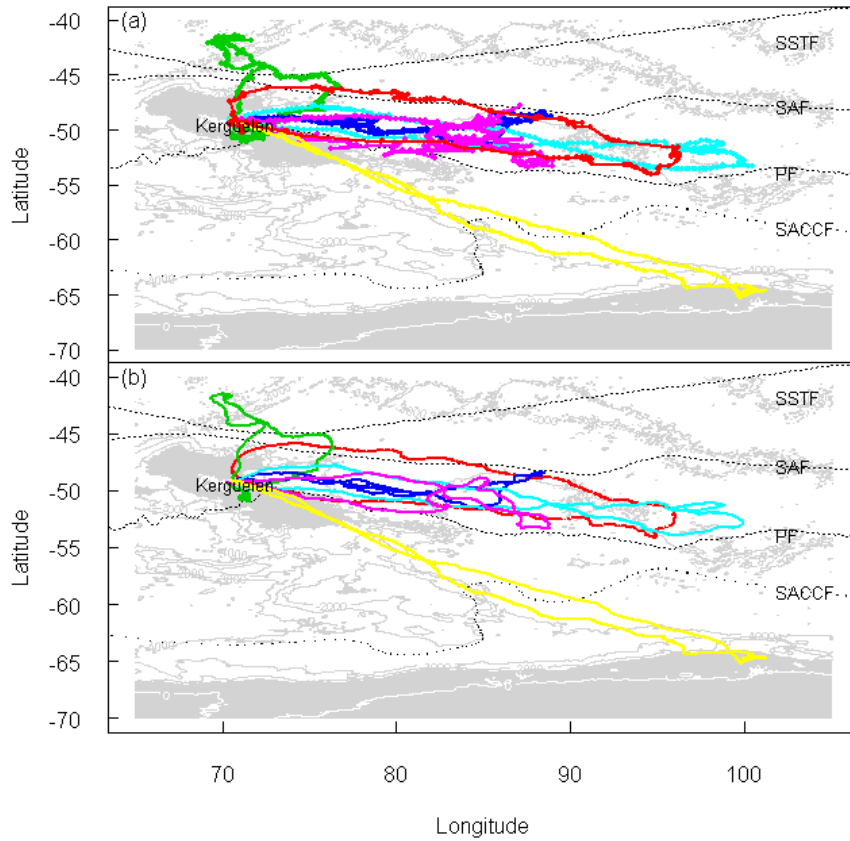 (a)
-40
-45
-50
-55
-60
-65
-70
Latitude
SSTF
SAF
PF
SACCF
Kerguelen
(b)
-40
-45
-50
-55
-60
-65
-70
Latitude
SSTF
SAF
PF
SACCF
Kerguelen
70 80 90 100
Longitude